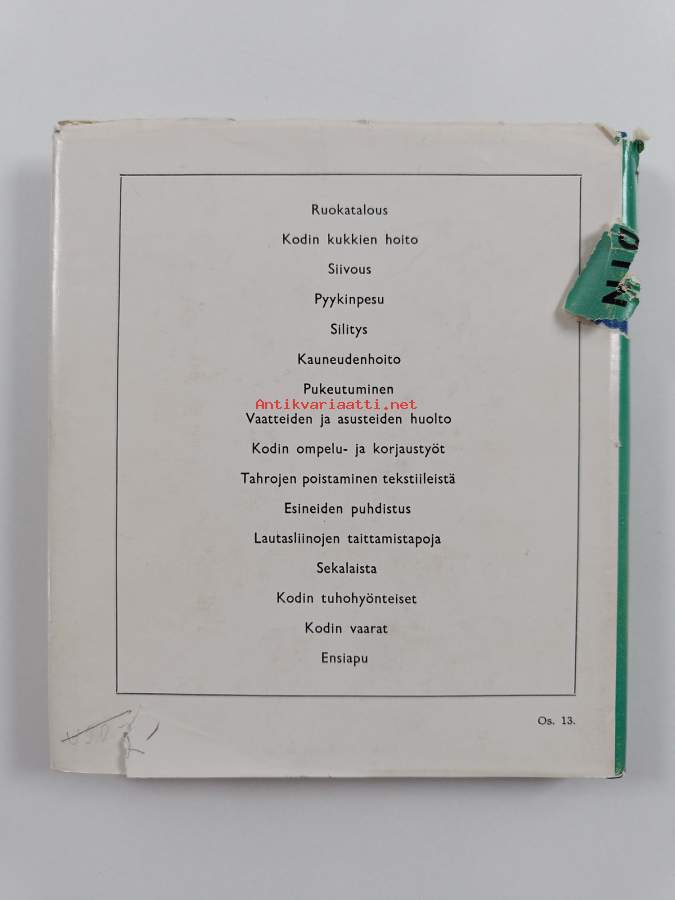 Ruokatalous
Kodin kukkien hoito
Siivous
Pyykinpesu
Silitys
Kauneudenhoito
Pukeutuminen
Antikvariaatti.net
Vaatteiden ja asusteiden huolto
Kodin ompelu- ja korjaustyöt
Tahrojen poistaminen tekstiileistä
Esineiden puhdistus
Lautasliinojen taittamistapoja
Sekalaista
Kodin tuhohyönteiset
Kodin vaarat
Ensiapu
Os. 13.